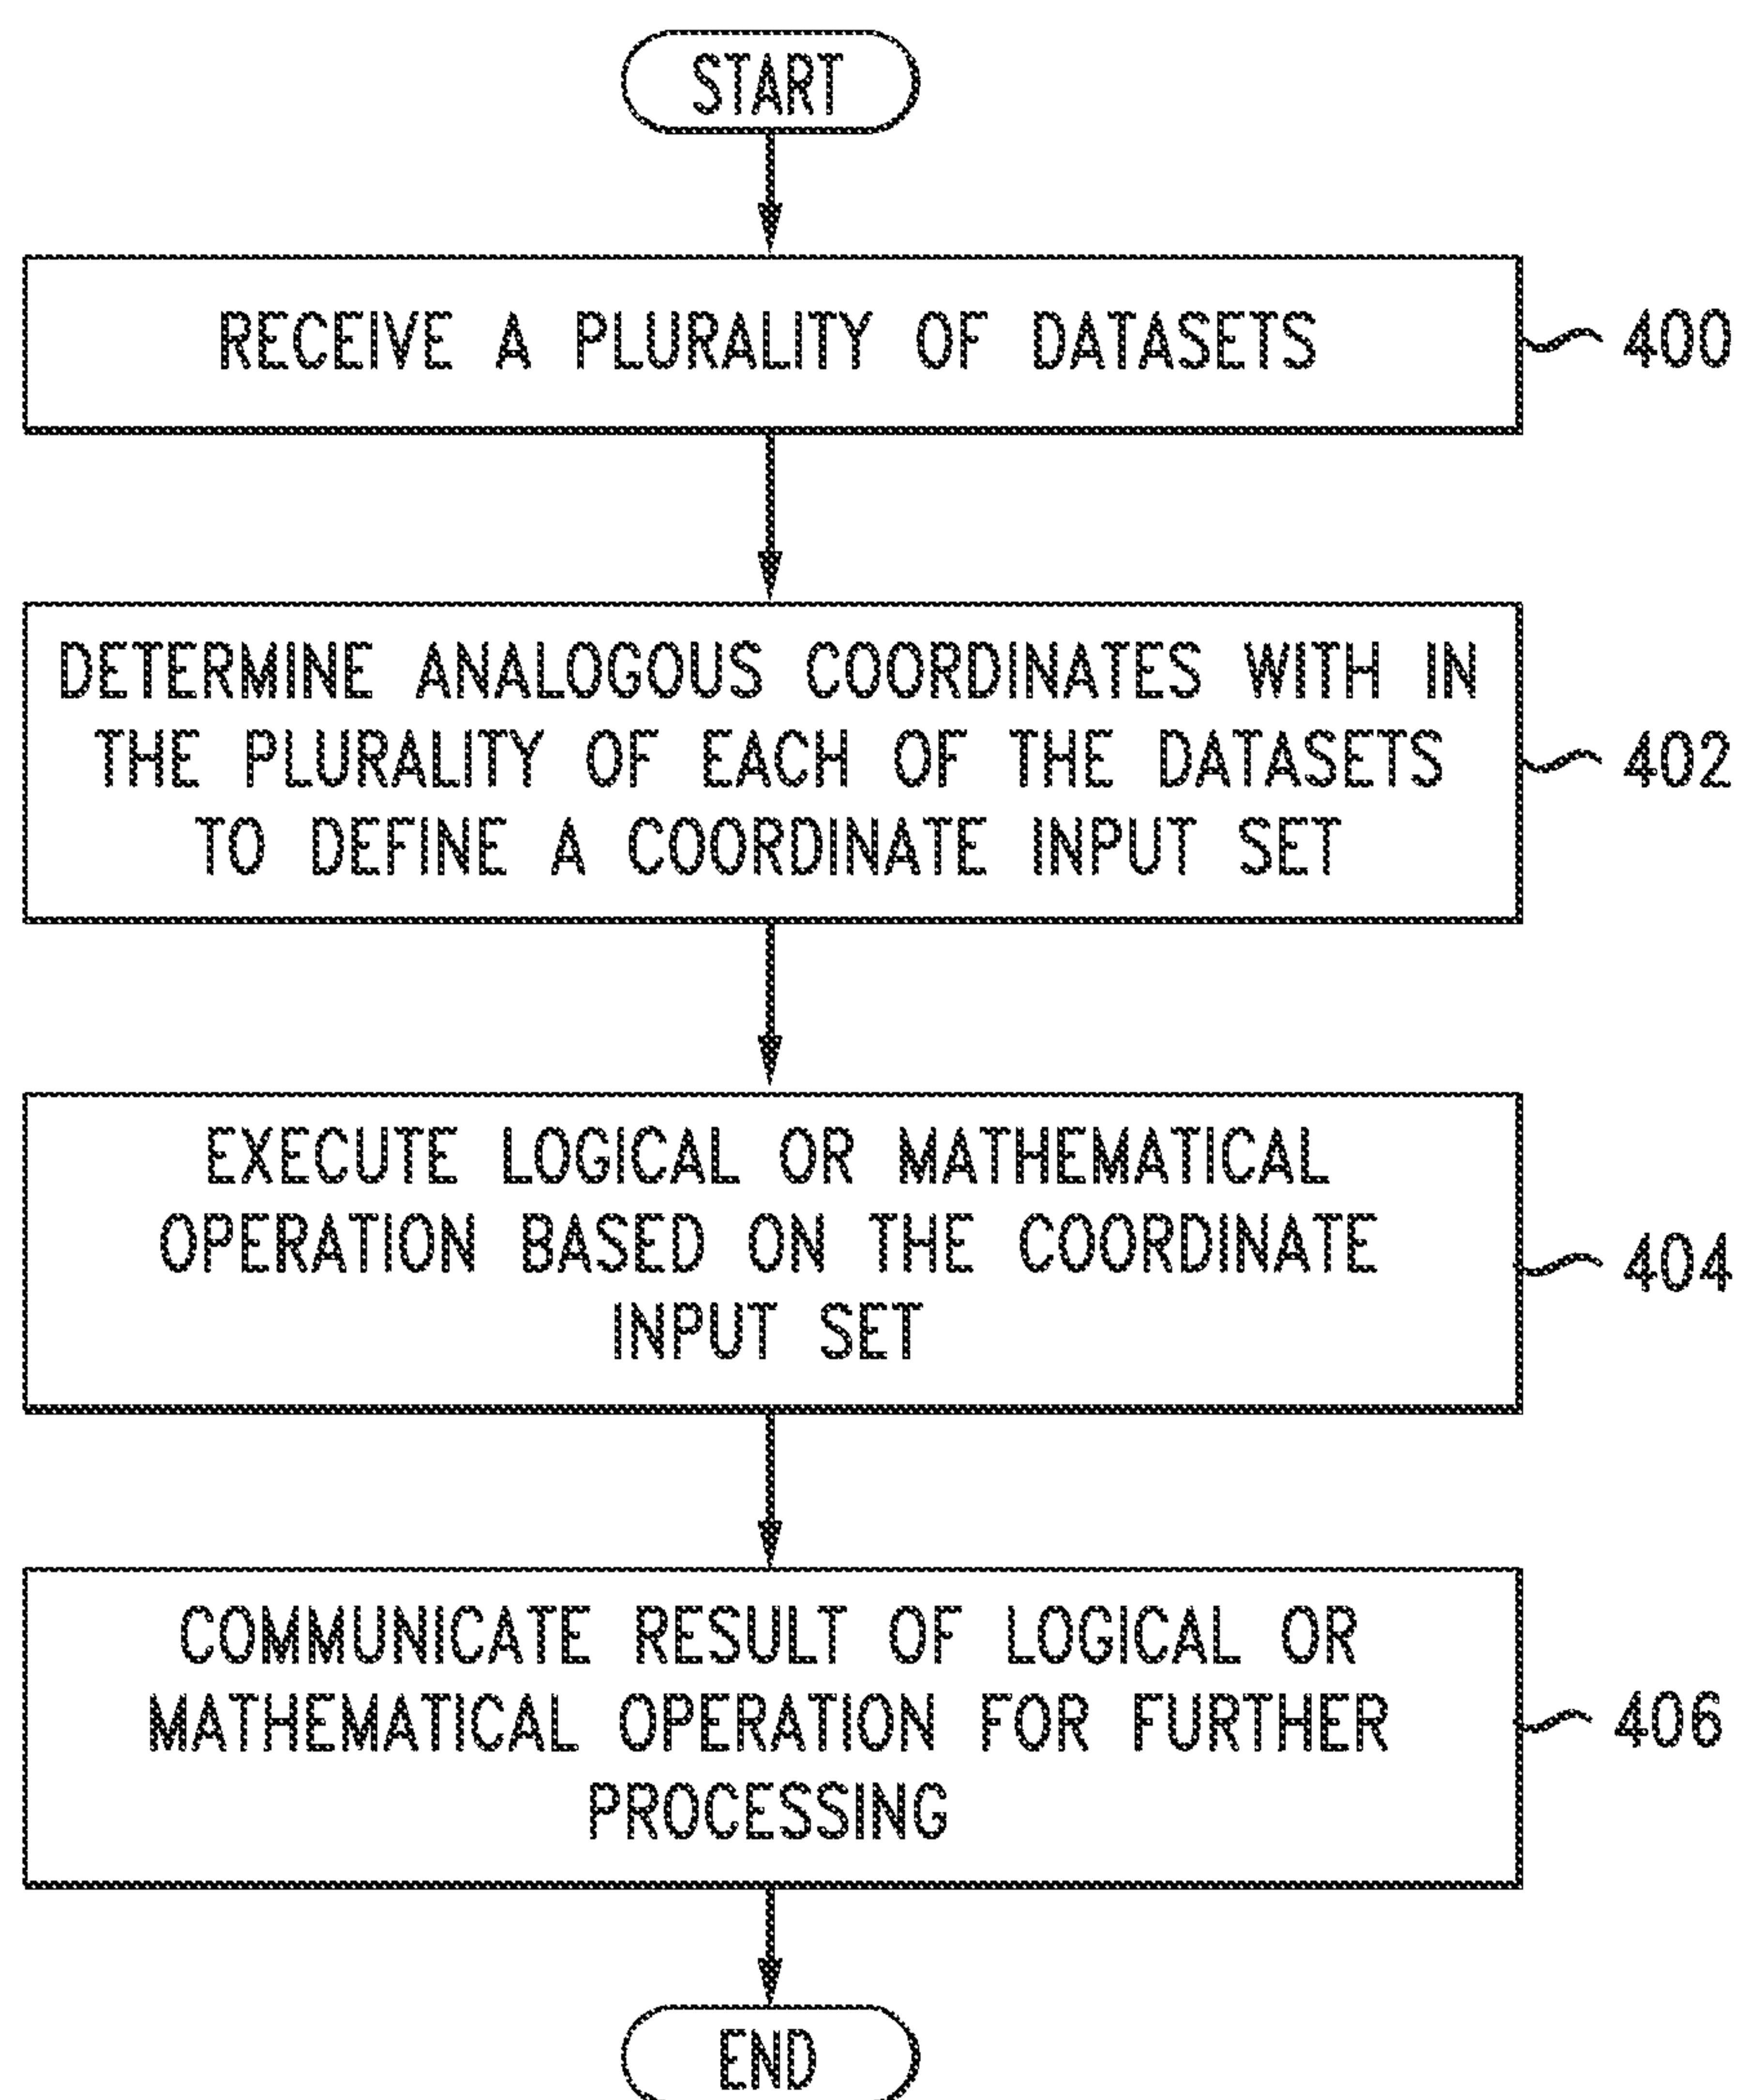 START
RECEIVE A PLURALITY OF DATASETS
400
DETERMINE ANALOGOUS COORDINATES WITH IN
THE PLURALITY OF EACH OF THE DATASETS
TO DEFINE A COORDINATE INPUT SET
402
EXECUTE LOGICAL OR MATHEMATICAL
OPERATION BASED ON THE COORDINATE
INPUT SET
404
COMMUNICATE RESULT OF LOGICAL OR
MATHEMATICAL OPERATION FOR FURTHER
PROCESSING
406
END